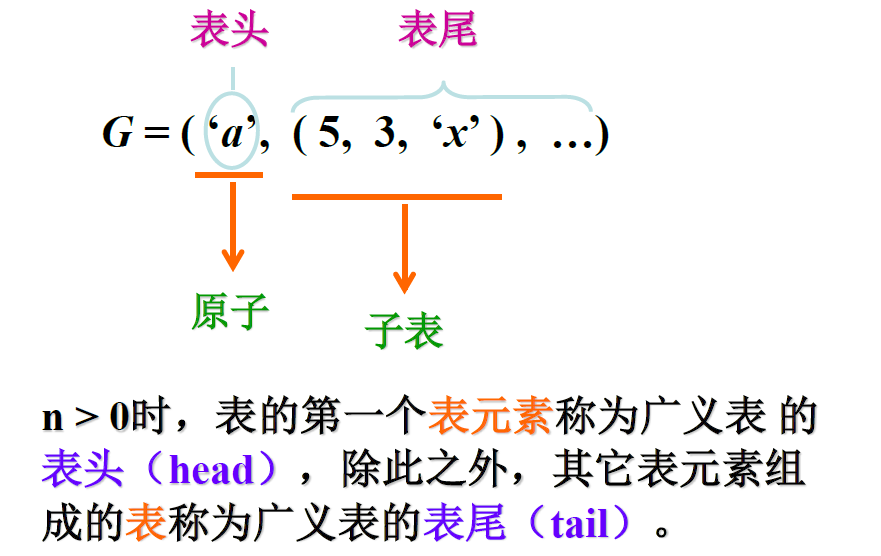 表头 表尾
G = ( ‘a’, ( 5, 3, ‘x’ ) , …)
原子
子表
n > 0时，表的第一个表元素称为广义表 的
表头（head），除此之外，其它表元素组
成的表称为广义表的表尾（tail）。